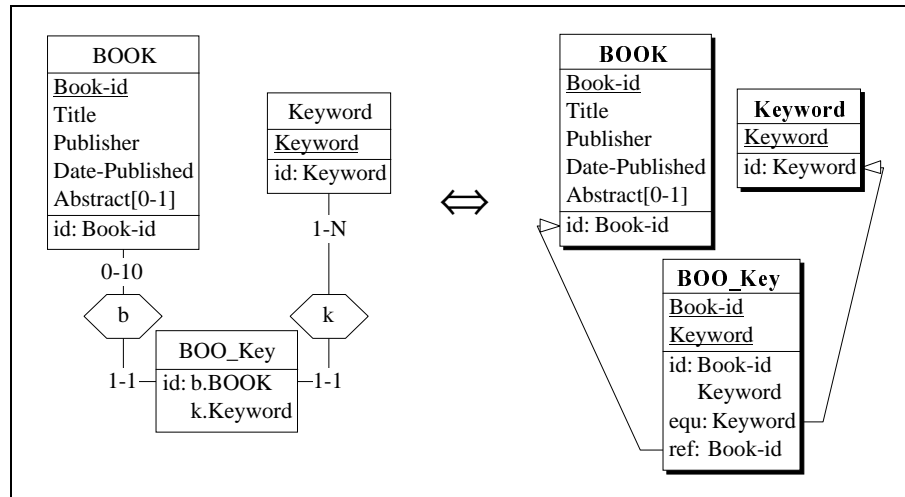 BOOK
Book-id
Title
Publisher
Date-Published
Abstract[0-1]
id: Book-id
Keyword
Keyword
id: Keyword
0-10
1-N
b
k
1-1
BOO_Key
id: b.BOOK
k.Keyword
1-1
⇔
BOOK
Book-id
Title
Publisher
Date-Published
Abstract[0-1]
id: Book-id
Keyword
Keyword
id: Keyword
BOO_Key
Book-id
Keyword
id: Book-id
Keyword
equ: Keyword
ref: Book-id